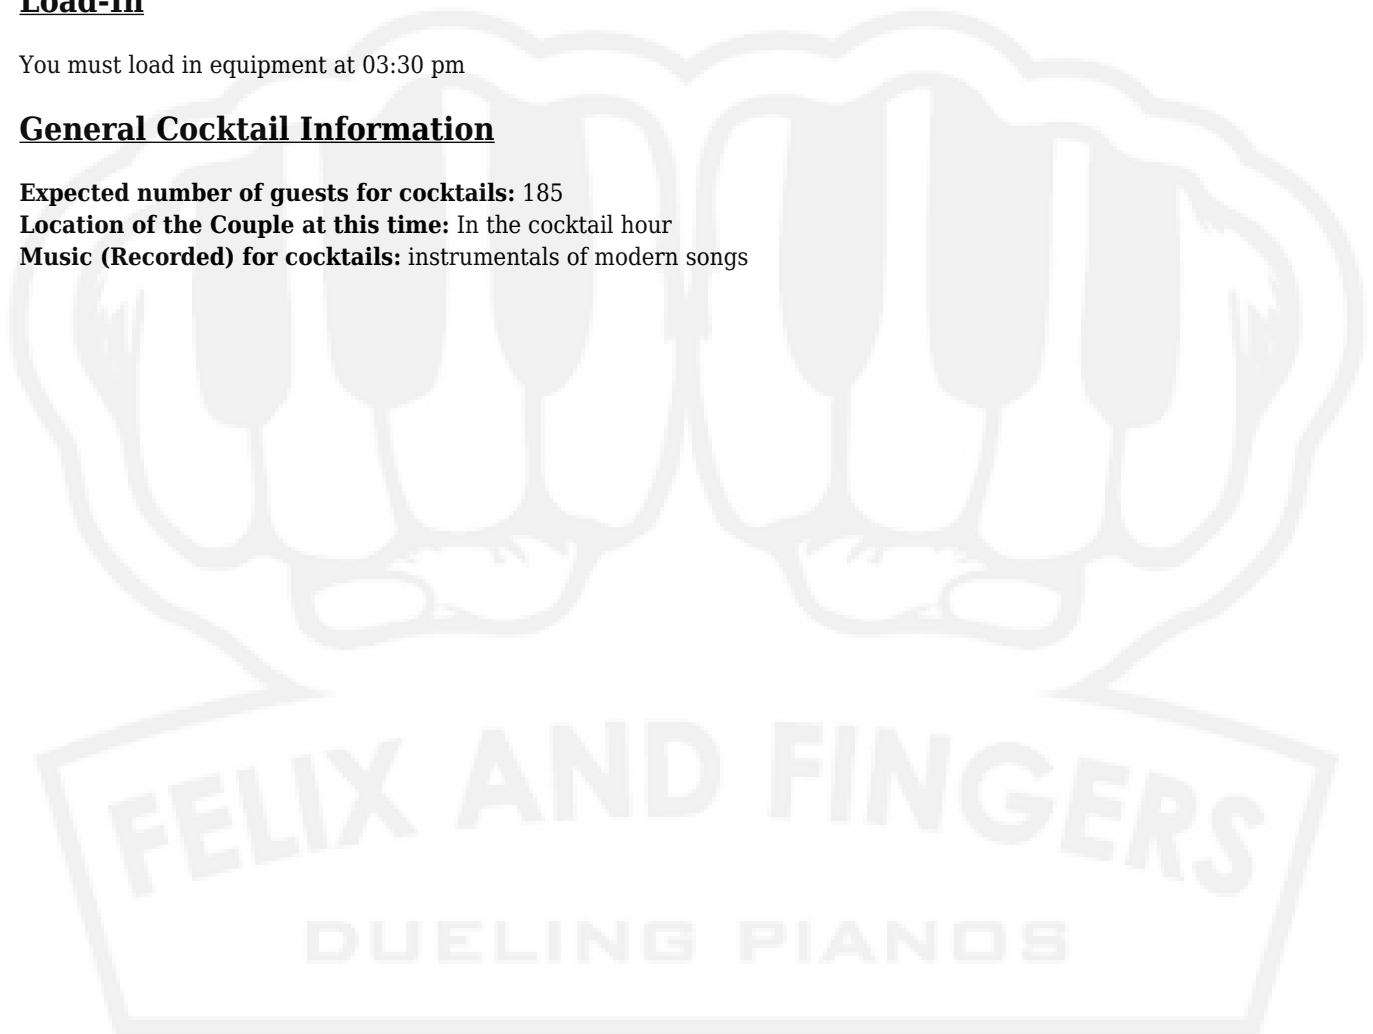 Load-In
You must load in equipment at 03:30 pm
General Cocktail Information
Expected number of guests for cocktails: 185
Location of the Couple at this time: In the cocktail hour
Music (Recorded) for cocktails: instrumentals of modern songs
FELIX AND FINGERS
DUELING PIANOS